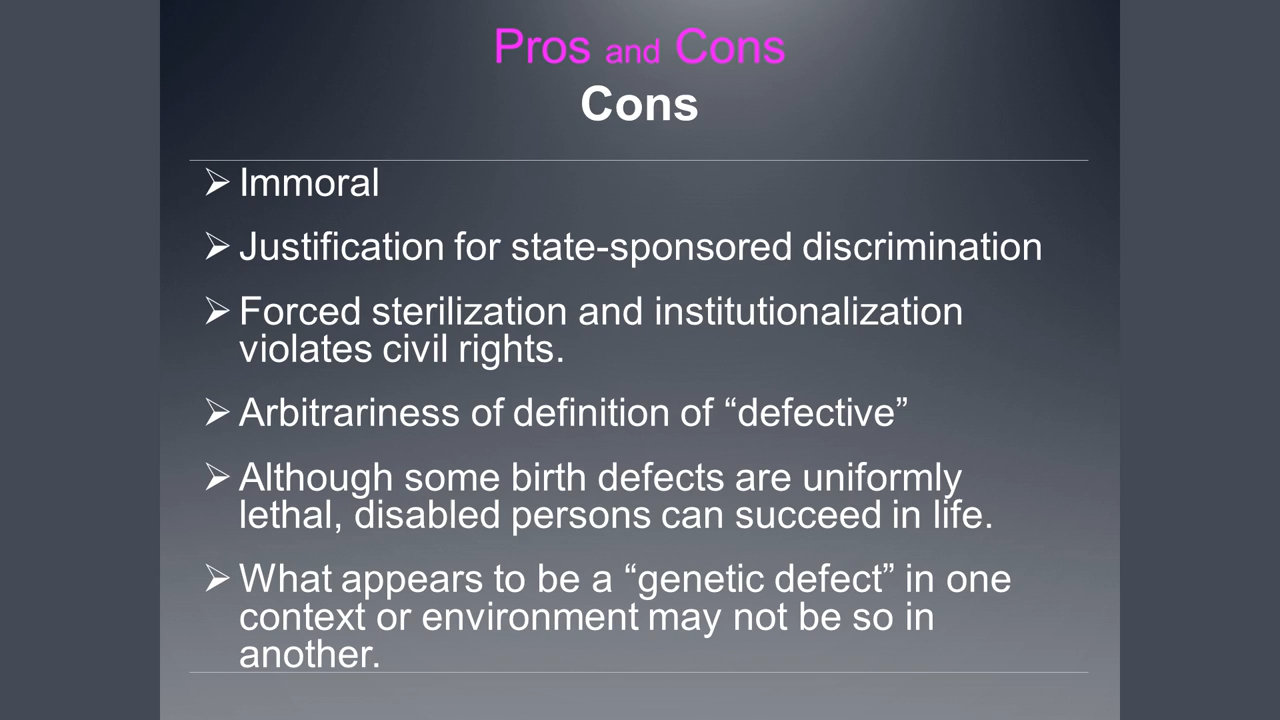 Pros and Cons
Cons
➢ Immoral
➢ Justification for state-sponsored discrimination
➢ Forced sterilization and institutionalization
violates civil rights.
➢ Arbitrariness of definition of “defective”
➢ Although some birth defects are uniformly
lethal, disabled persons can succeed in life.
➢ What appears to be a “genetic defect” in one
context or environment may not be so in
another.